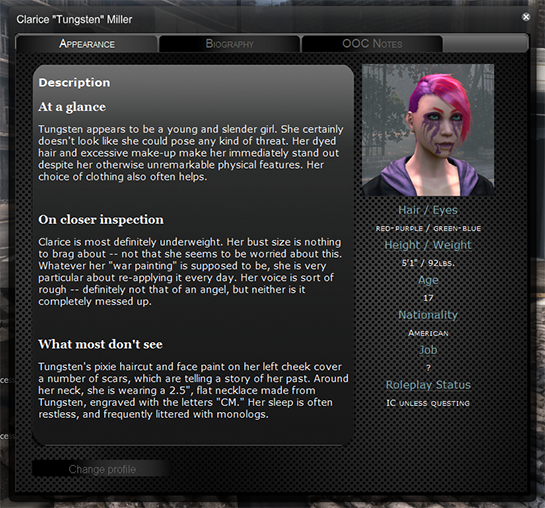 Clarice "Tungsten" Miller
Appearance
Biography
OOC Notes
Description
At a glance
Tungsten appears to be a young and slender girl. She certainly
doesn't look like she could pose any kind of threat. Her dyed
hair and excessive make-up make her immediately stand out
despite her otherwise unremarkable physical features. Her
choice of clothing also often helps.
On closer inspection
Clarice is most definitely underweight. Her bust size is nothing
to brag about -- not that she seems to be worried about this.
Whatever her "war painting" is supposed to be, she is very
particular about re-applying it every day. Her voice is sort of
rough -- definitely not that of an angel, but neither is it
completely messed up.
What most don't see
Tungsten's pixie haircut and face paint on her left cheek cover
a number of scars, which are telling a story of her past. Around
her neck, she is wearing a 2.5", flat necklace made from
Tungsten, engraved with the letters "CM." Her sleep is often
restless, and frequently littered with monologs.
Change profile
Hair / Eyes
red-purple / green-blue
Height / Weight
5'1" / 92lbs.
Age
17
Nationality
American
Job
?
Roleplay Status
IC unless questing